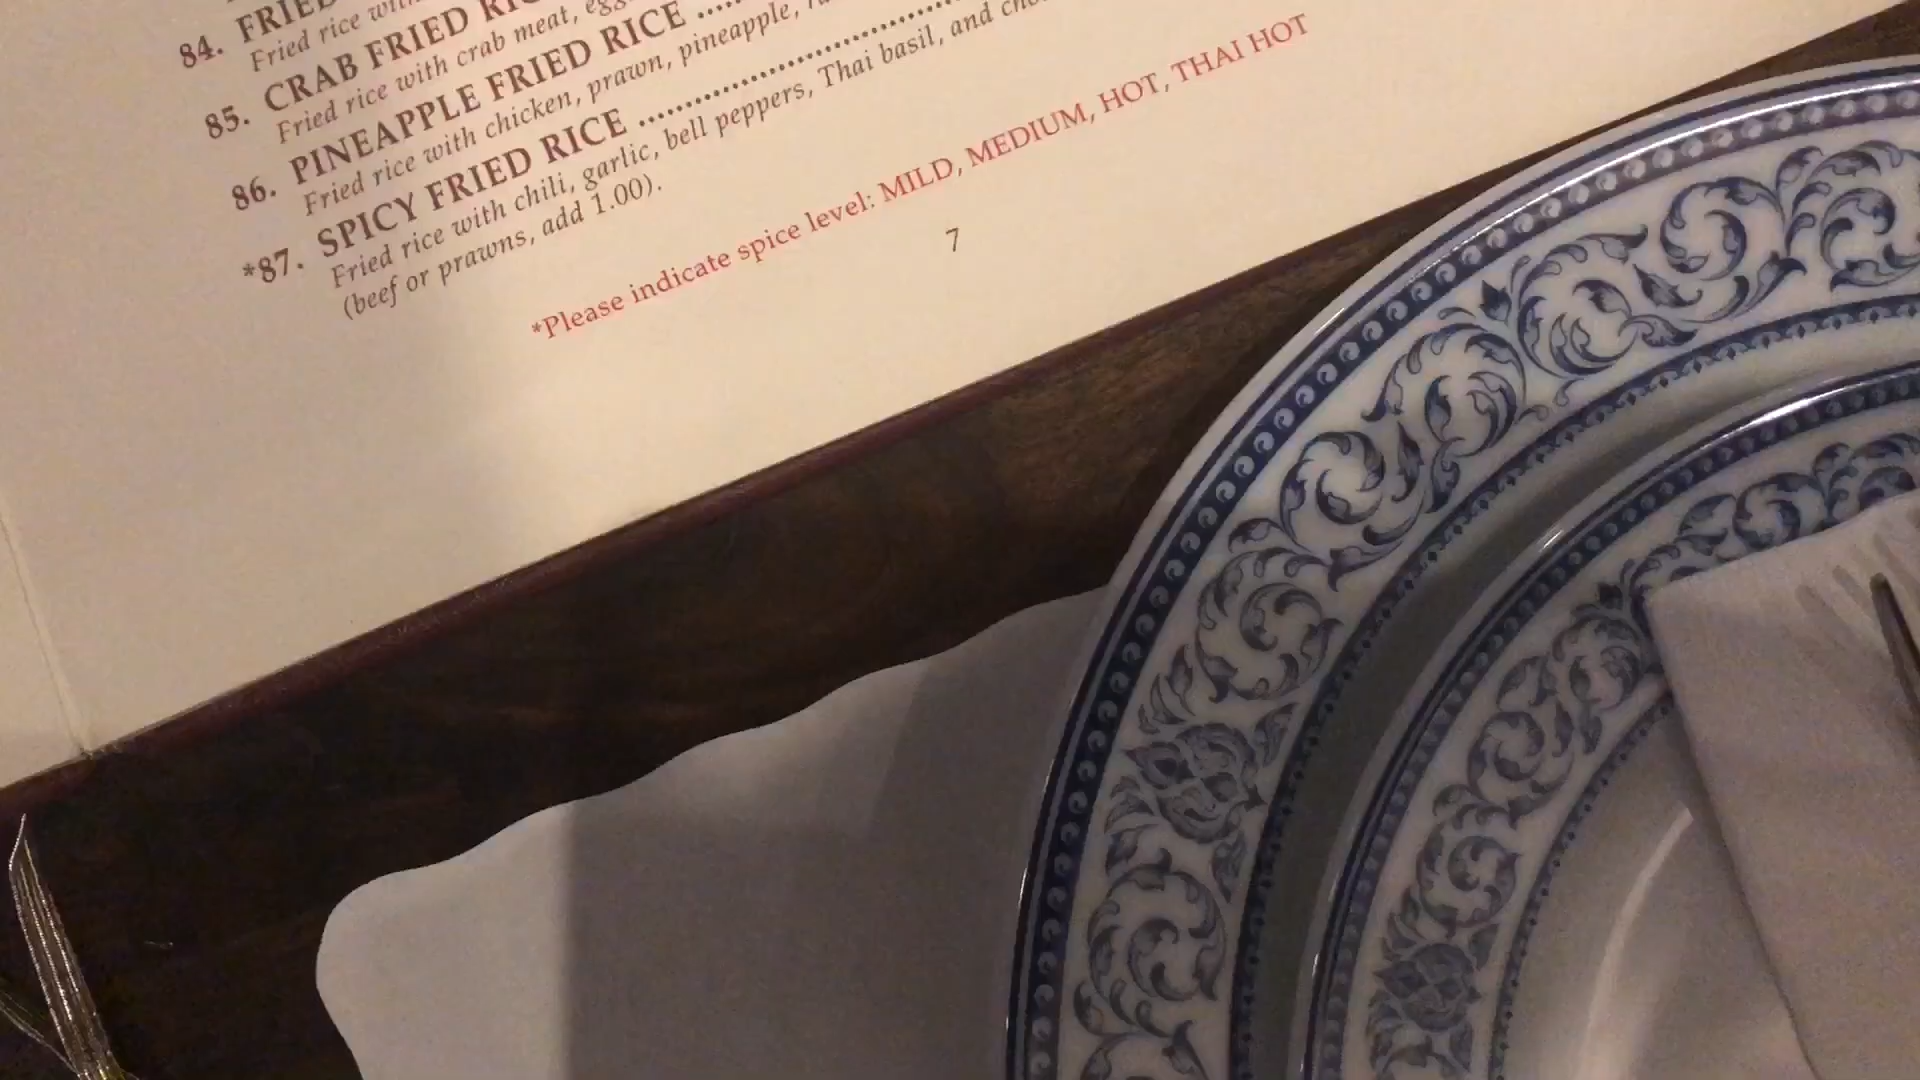 84. FRIED
Fried rice with
85. CRAB FRIED
Fried rice with crab meat,
86. PINEAPPLE FRIED RICE
Fried rice with chicken, prawn, pineapple,
*87. SPICY FRIED RICE
Fried rice with chili, garlic, bell peppers, Thai basil, and
(beef or prawns, add 1.00).
*Please indicate spice level: MILD, MEDIUM, HOT, THAI HOT
7